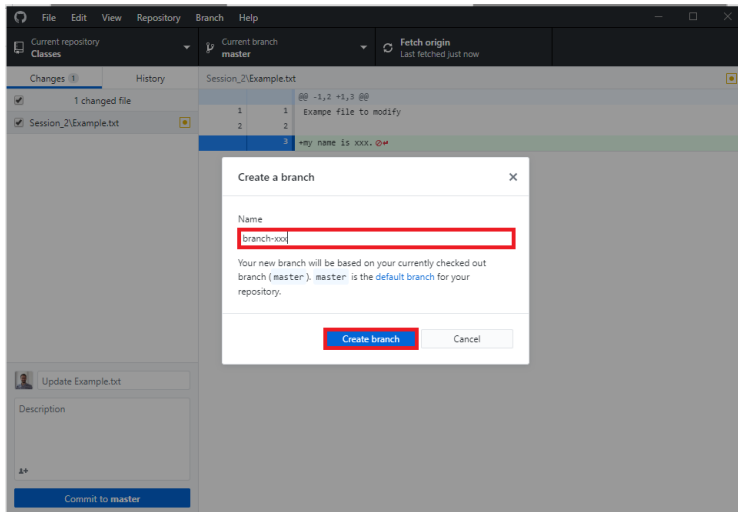 File Edit View Repository Branch Help
Current repository
Classes
Current branch
master
Fetch origin
Last fetched just now
Changes 1 History
1 changed file
Session_2\Example.txt
Session_2\Example.txt
@@ -1,2 +1,3 @@
1 1 Exampe file to modify
2 2
3 +my name is xxx.
Create a branch
Name
branch-xxx
Your new branch will be based on your currently checked out
branch (master). master is the default branch for your
repository.
Create branch Cancel
Update Example.txt
Description
Commit to master